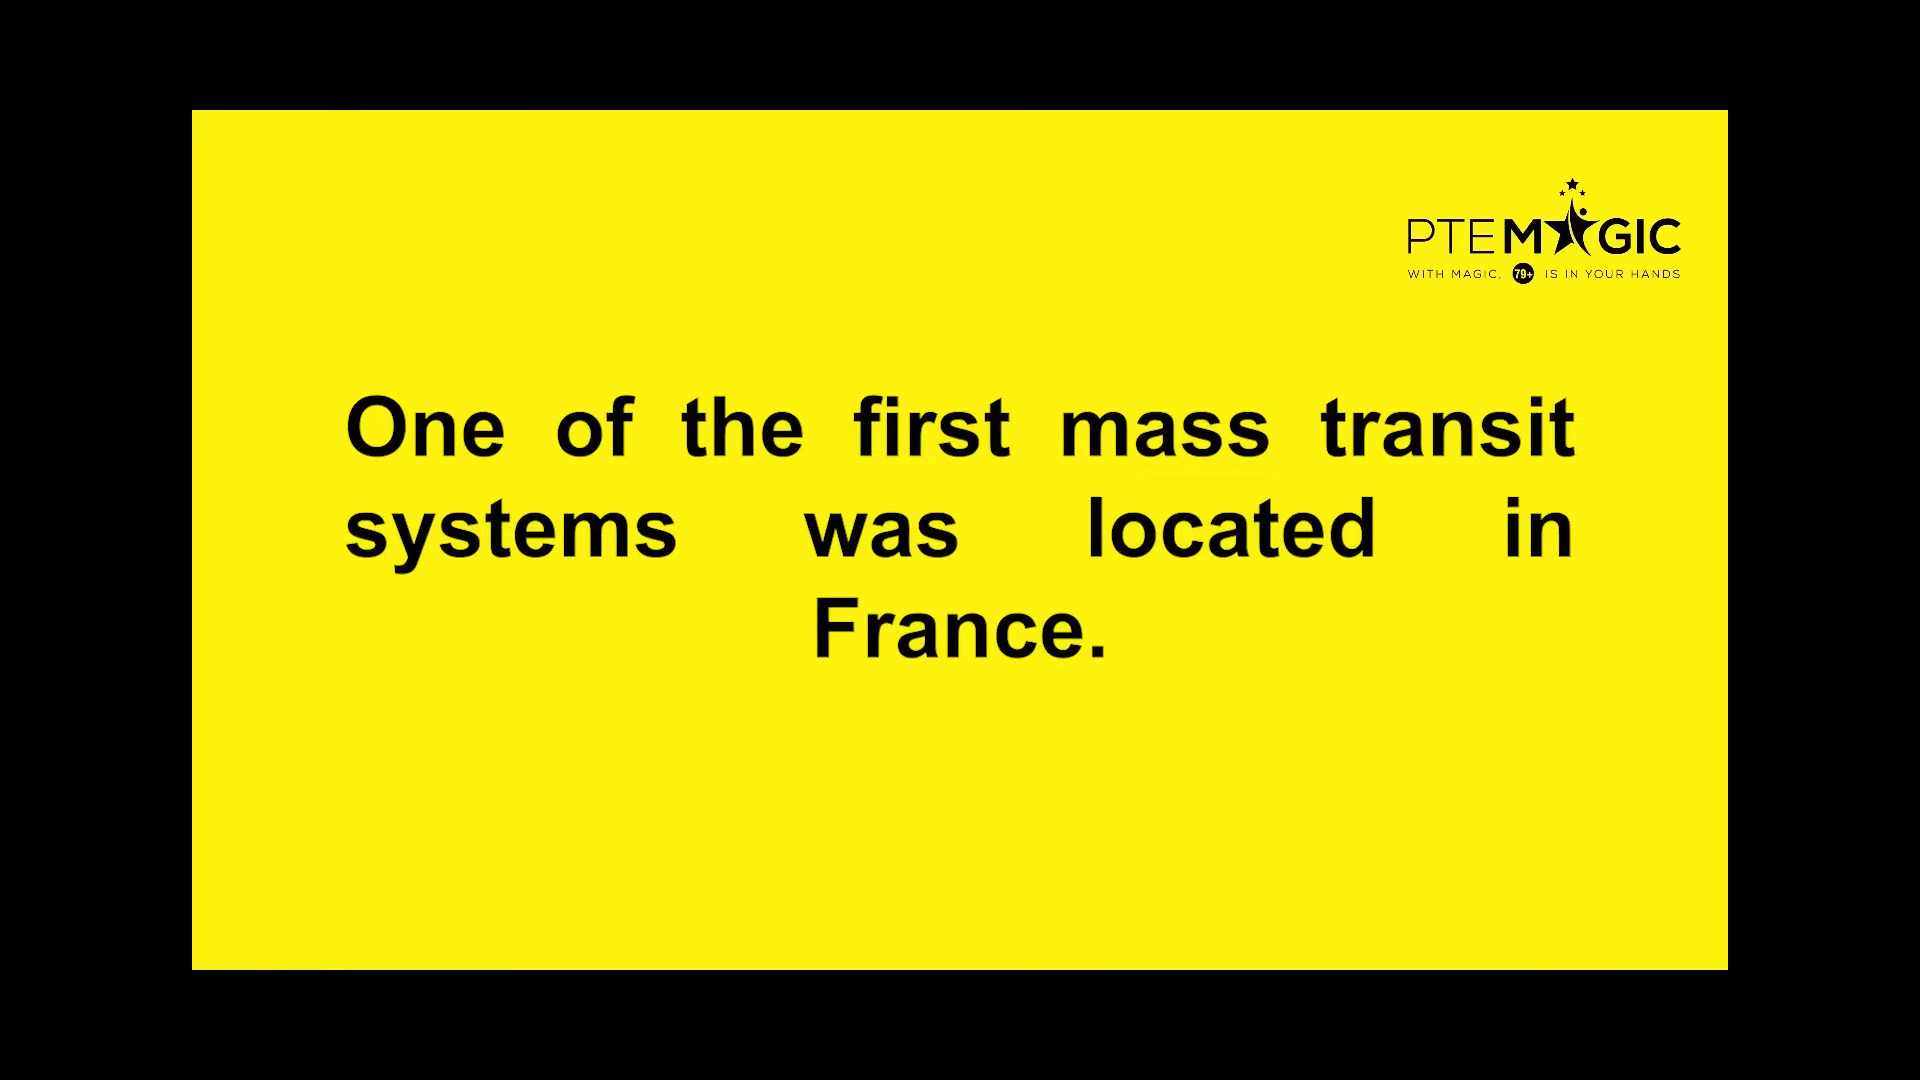 PTEMAGIC
WITH MAGIC, 79+ IS IN YOUR HANDS
One of the first mass transit
systems was located in
France.